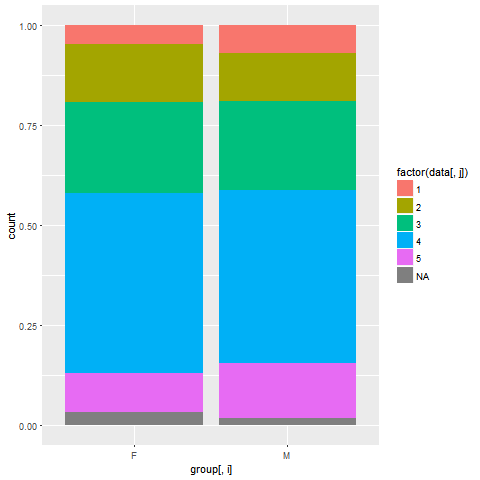 1.00
0.75
0.50
0.25
0.00
count
F M
group[, i]
factor(data[, j])
1
2
3
4
5
NA